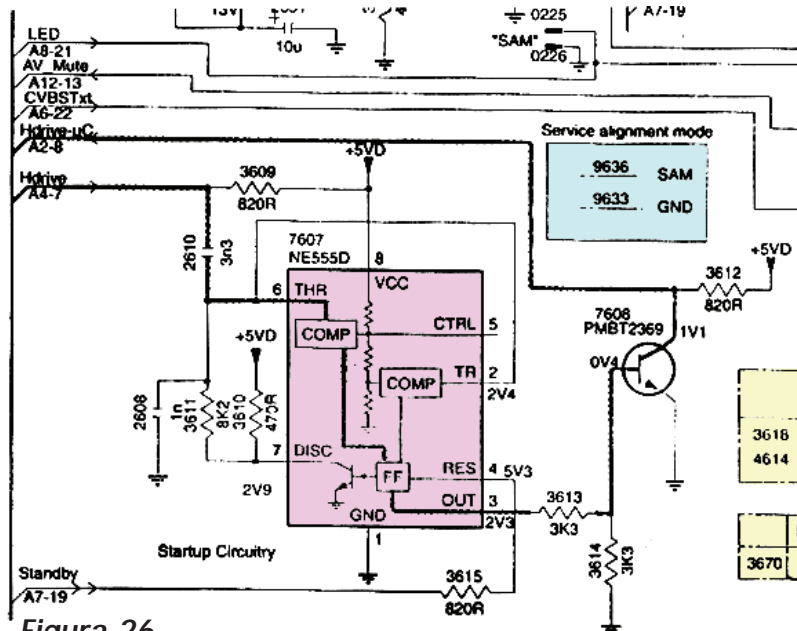 13V
10u
0225
"SAM"
0226
A7-19
LED
A8-21
AV_Mute
A12-13
CVBSTxt
A6-22
Hdrive-uC
A2-8
Hdrive
A4-7
Service alignment mode
9636 SAM
9633 GND
+5VD
3609
820R
2610
3n3
7607
NE555D
8
VCC
6 THR
COMP
CTRL 5
COMP
TR 2
2V4
+5VD
2608
1n
3611
8K2
3610
470R
7 DISC
2V9
FF
RES 4 5V3
OUT 3
2V3
GND
1
3613
3K3
3614
3K3
3615
820R
+5VD
3612
820R
7608
PMBT2369
1V1
0V4
3618
4614
3670
Startup Circuitry
Standby
A7-19
Figura 26